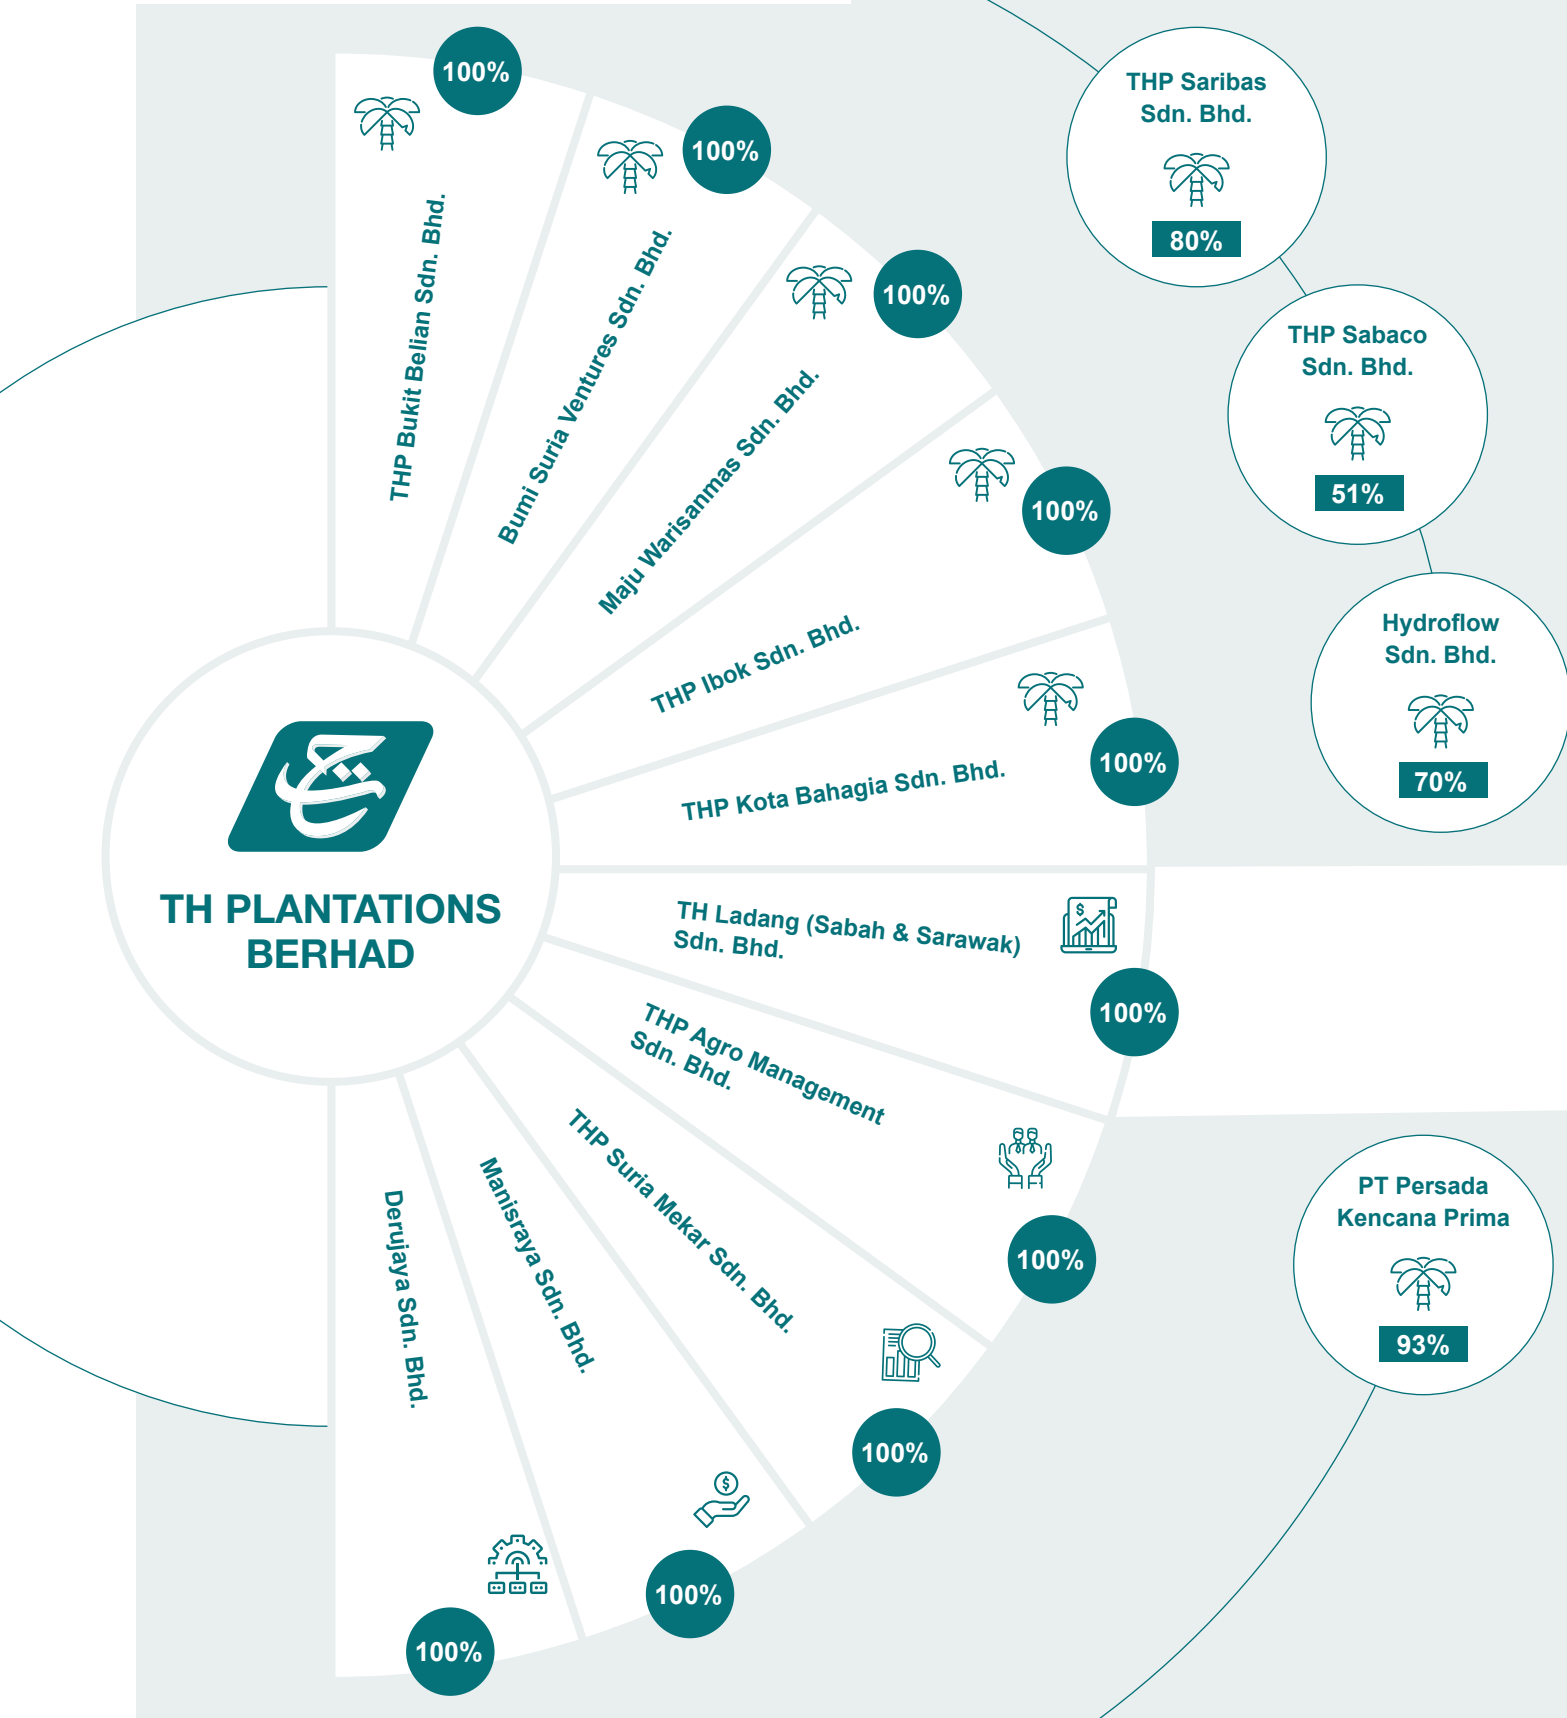 TH PLANTATIONS
BERHAD
100%
THP Bukit Belian Sdn. Bhd.
100%
Bumi Suria Ventures Sdn. Bhd.
100%
Maju Warisanmas Sdn. Bhd.
100%
THP Ibok Sdn. Bhd.
100%
THP Kota Bahagia Sdn. Bhd.
TH Ladang (Sabah & Sarawak)
Sdn. Bhd.
$
100%
THP Agro Management
Sdn. Bhd.
100%
THP Suria Mekar Sdn. Bhd.
100%
Manisraya Sdn. Bhd.
$
100%
Derujaya Sdn. Bhd.
100%
THP Saribas
Sdn. Bhd.
80%
THP Sabaco
Sdn. Bhd.
51%
Hydroflow
Sdn. Bhd.
70%
PT Persada
Kencana Prima
93%